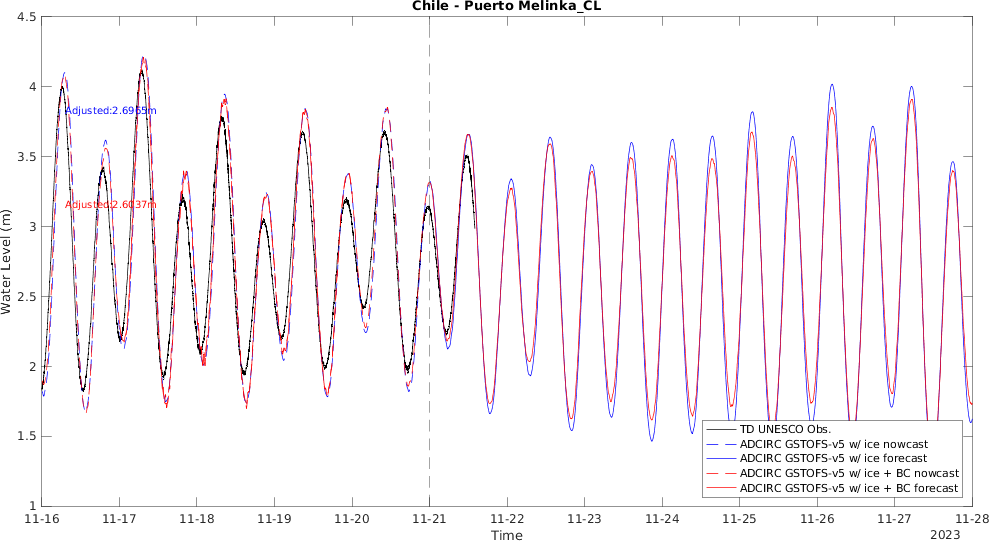 Chile - Puerto Melinka_CL
4.5
4
3.5
3
2.5
2
1.5
1
Water Level (m)
Adjusted:2.6965m
Adjusted:2.6037m
TD UNESCO Obs.
ADCIRC GSTOFS-v5 w/ ice nowcast
ADCIRC GSTOFS-v5 w/ ice forecast
ADCIRC GSTOFS-v5 w/ ice + BC nowcast
ADCIRC GSTOFS-v5 w/ ice + BC forecast
11-16 11-17 11-18 11-19 11-20 11-21 11-22 11-23 11-24 11-25 11-26 11-27 11-28
Time
2023